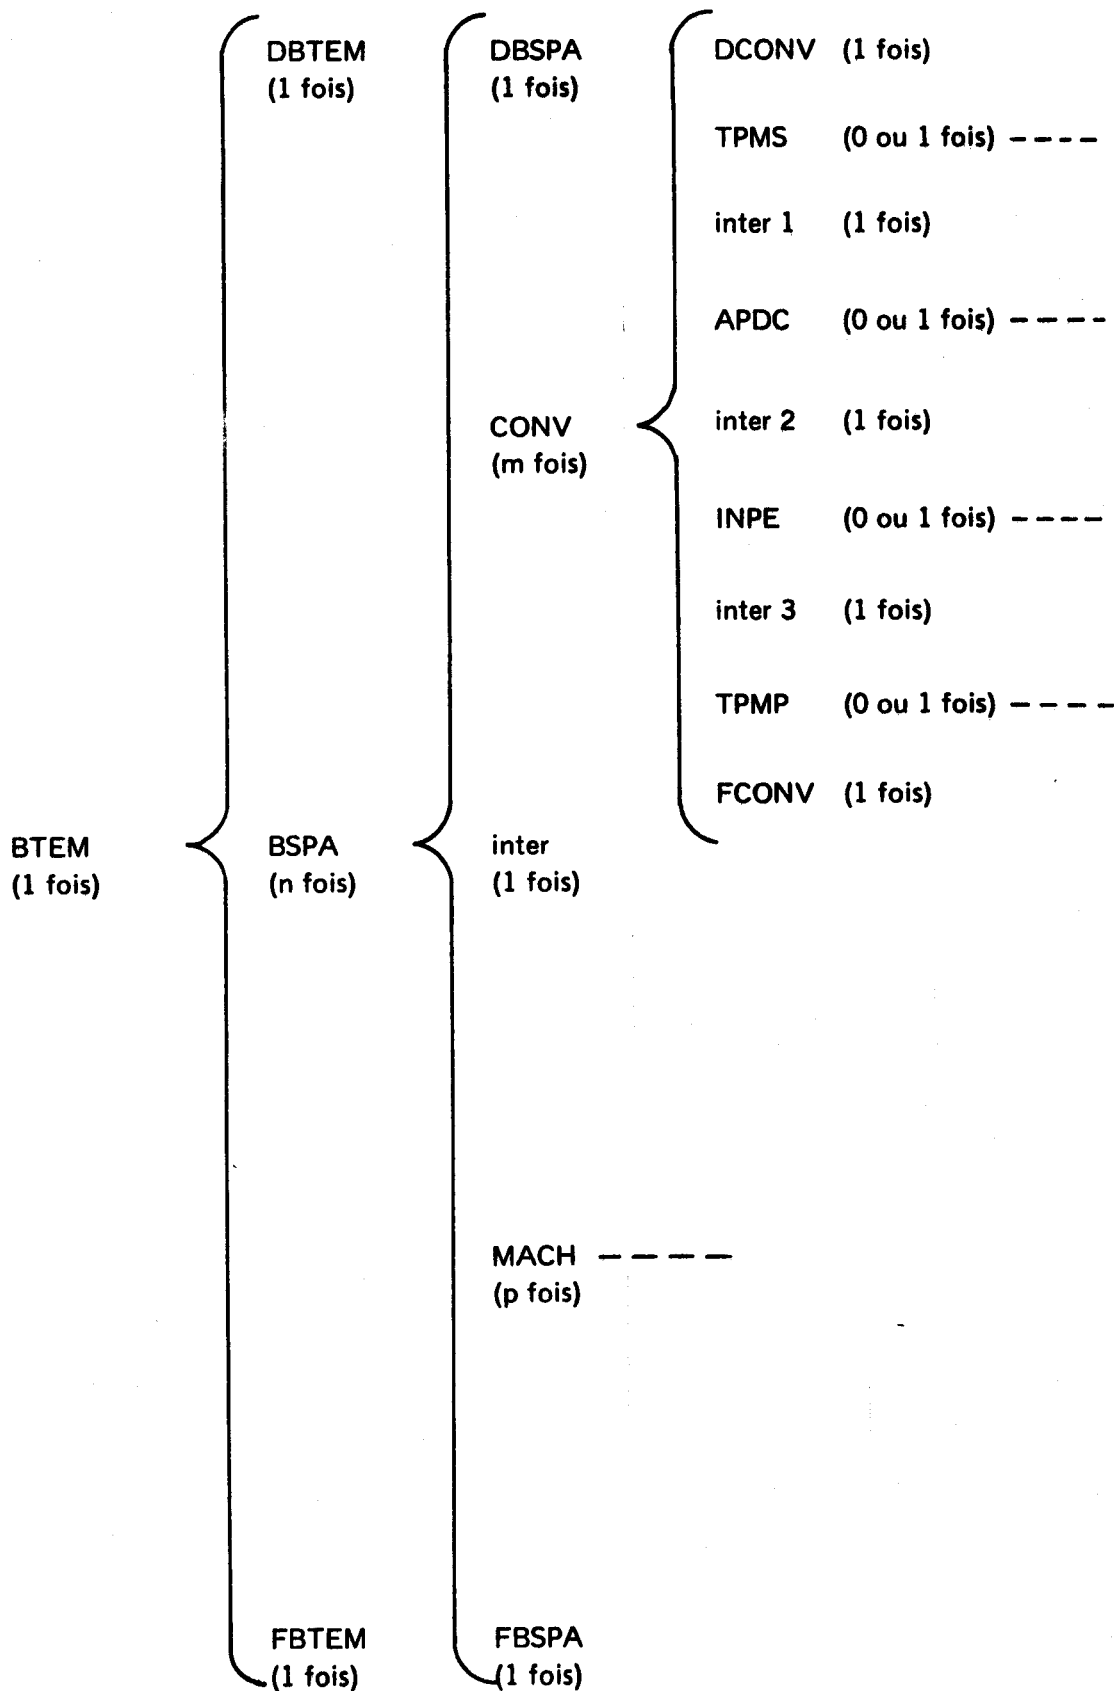 DBTEM
(1 fois)
DBSPA
(1 fois)
DCONV (1 fois)
TPMS (0 ou 1 fois) ----
inter 1 (1 fois)
APDC (0 ou 1 fois) ----
CONV
(m fois)
inter 2 (1 fois)
INPE (0 ou 1 fois) ----
inter 3 (1 fois)
TPMP (0 ou 1 fois) ----
FCONV (1 fois)
BTEM
(1 fois)
BSPA
(n fois)
inter
(1 fois)
MACH ----
(p fois)
FBTEM
(1 fois)
FBSPA
(1 fois)